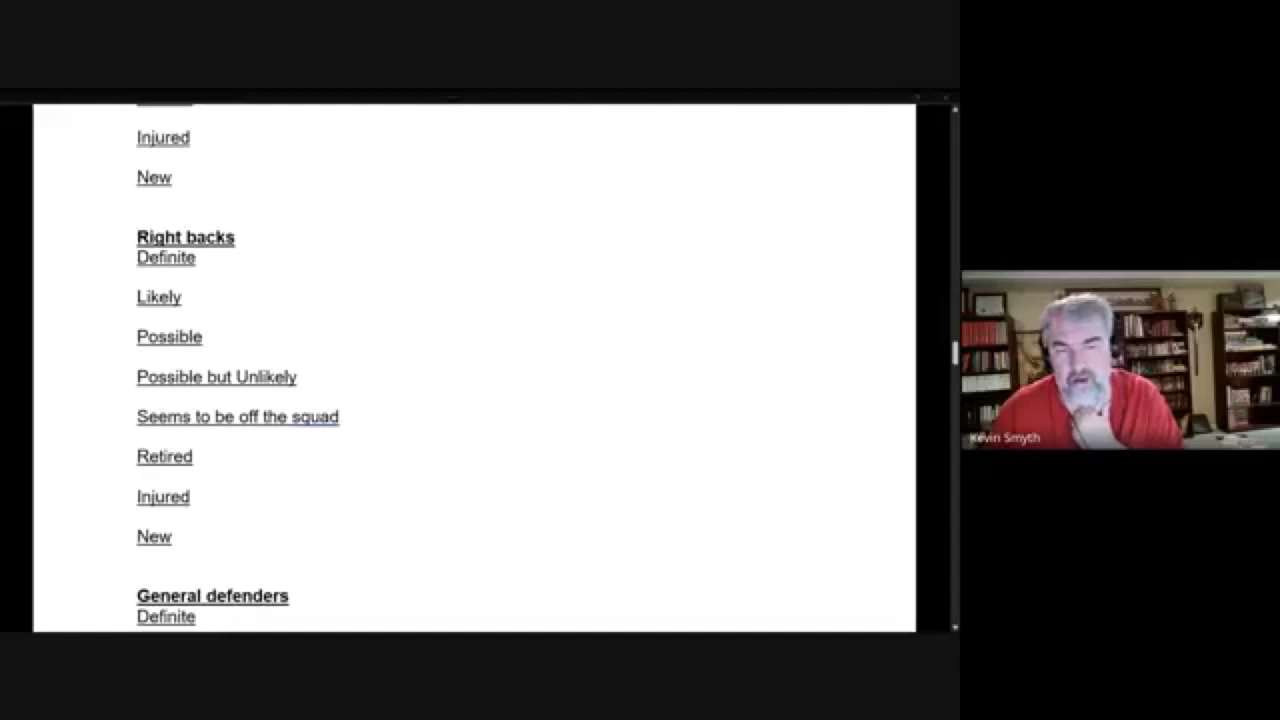 Injured
New
Right backs
Definite
Likely
Possible
Possible but Unlikely
Seems to be off the squad
Retired
Injured
New
General defenders
Definite
Kevin Smyth